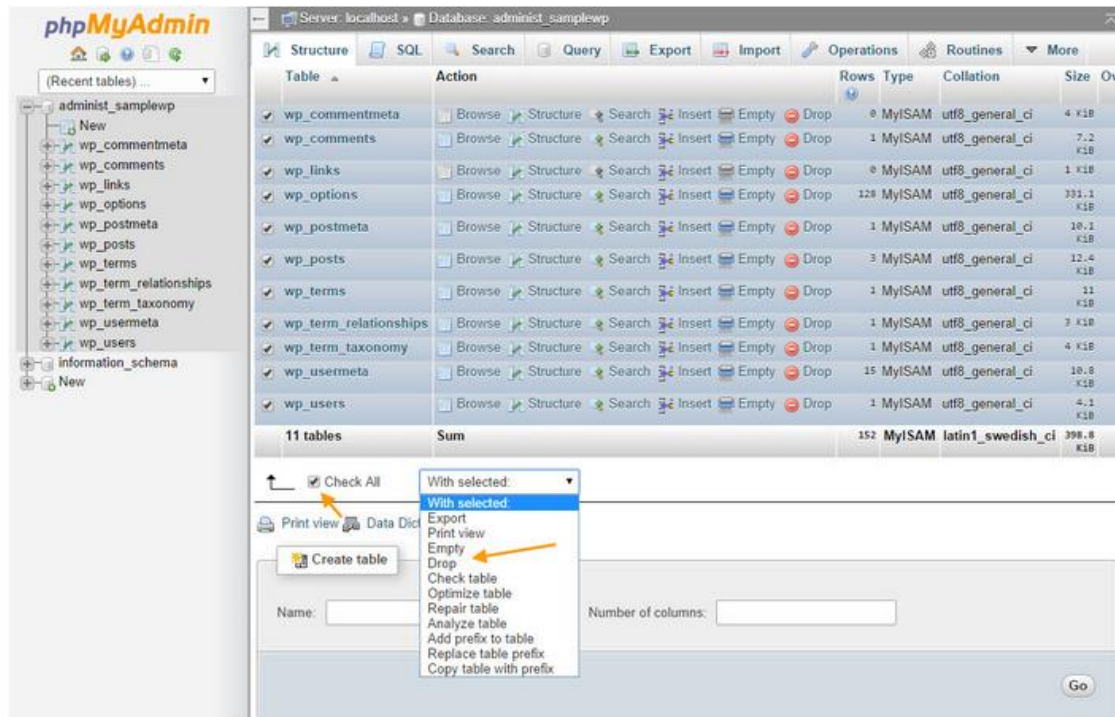 phpMyAdmin
(Recent tables) ...
administ_samplewp
New
wp_commentmeta
wp_comments
wp_links
wp_options
wp_postmeta
wp_posts
wp_terms
wp_term_relationships
wp_term_taxonomy
wp_usermeta
wp_users
information_schema
New
Server: localhost » Database: administ_samplewp
Structure SQL Search Query Export Import Operations Routines More
Table Action Rows Type Collation Size Ov
wp_commentmeta Browse Structure Search Insert Empty Drop 0 MyISAM utf8_general_ci 4 KiB
wp_comments Browse Structure Search Insert Empty Drop 1 MyISAM utf8_general_ci 7.2 KiB
wp_links Browse Structure Search Insert Empty Drop 0 MyISAM utf8_general_ci 1 KiB
wp_options Browse Structure Search Insert Empty Drop 128 MyISAM utf8_general_ci 331.1 KiB
wp_postmeta Browse Structure Search Insert Empty Drop 1 MyISAM utf8_general_ci 10.1 KiB
wp_posts Browse Structure Search Insert Empty Drop 3 MyISAM utf8_general_ci 12.4 KiB
wp_terms Browse Structure Search Insert Empty Drop 1 MyISAM utf8_general_ci 11 KiB
wp_term_relationships Browse Structure Search Insert Empty Drop 1 MyISAM utf8_general_ci 3 KiB
wp_term_taxonomy Browse Structure Search Insert Empty Drop 1 MyISAM utf8_general_ci 4 KiB
wp_usermeta Browse Structure Search Insert Empty Drop 15 MyISAM utf8_general_ci 10.8 KiB
wp_users Browse Structure Search Insert Empty Drop 1 MyISAM utf8_general_ci 4.1 KiB
11 tables Sum 152 MyISAM latin1_swedish_ci 398.8 KiB
Check All With selected:
With selected:
Export
Print view
Empty
Drop
Check table
Optimize table
Repair table
Analyze table
Add prefix to table
Replace table prefix
Copy table with prefix
Print view Data Dict
Create table
Name: Number of columns:
Go